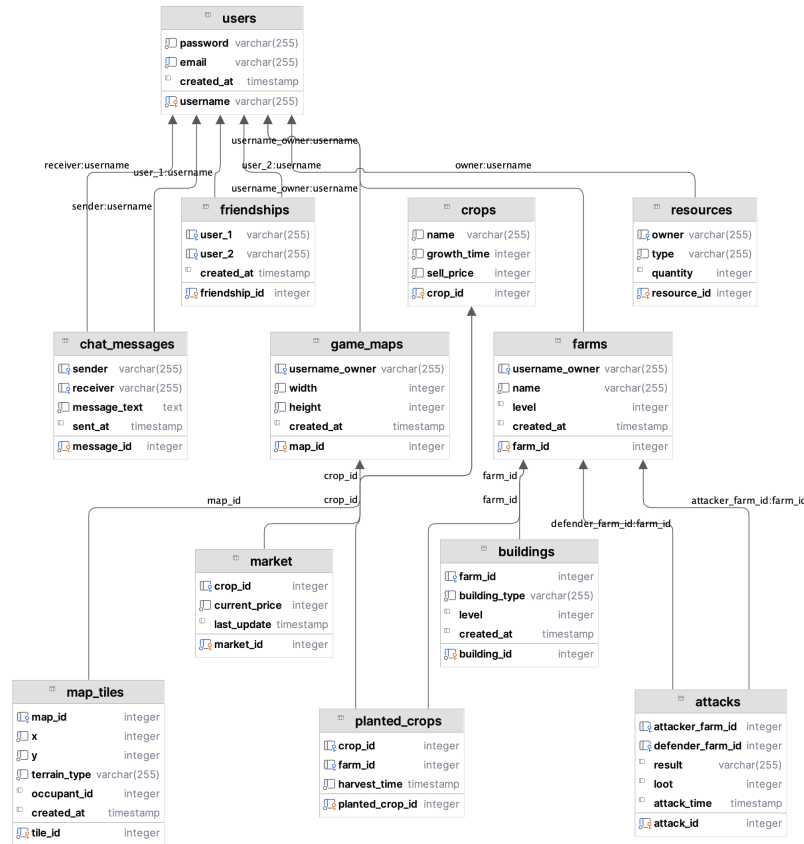 users
password varchar(255)
email varchar(255)
created_at timestamp
username varchar(255)
username_owner:username
receiver:username
user_1:username
user_2:username
owner:username
username_owner:username
sender:username
friendships
user_1 varchar(255)
user_2 varchar(255)
created_at timestamp
friendship_id integer
crops
name varchar(255)
growth_time integer
sell_price integer
crop_id integer
resources
owner varchar(255)
type varchar(255)
quantity integer
resource_id integer
chat_messages
sender varchar(255)
receiver varchar(255)
message_text text
sent_at timestamp
message_id integer
game_maps
username_owner varchar(255)
width integer
height integer
created_at timestamp
map_id integer
farms
username_owner varchar(255)
name varchar(255)
level integer
created_at timestamp
farm_id integer
crop_id
farm_id
map_id
crop_id
farm_id
attacker_farm_id:farm_id
defender_farm_id:farm_id
market
crop_id integer
current_price integer
last_update timestamp
market_id integer
buildings
farm_id integer
building_type varchar(255)
level integer
created_at timestamp
building_id integer
map_tiles
map_id integer
x integer
y integer
terrain_type varchar(255)
occupant_id integer
created_at timestamp
tile_id integer
planted_crops
crop_id integer
farm_id integer
harvest_time timestamp
planted_crop_id integer
attacks
attacker_farm_id integer
defender_farm_id integer
result varchar(255)
loot integer
attack_time timestamp
attack_id integer